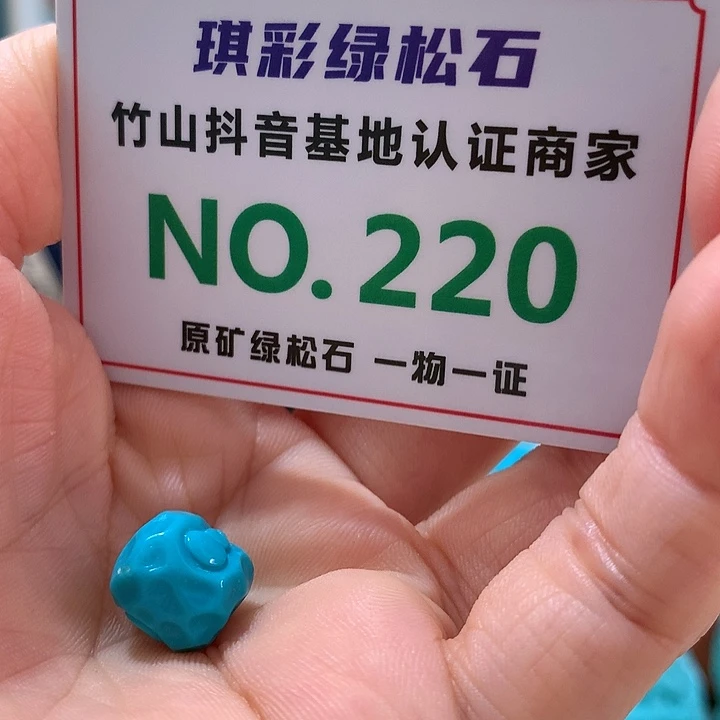 琪彩绿松石
竹山抖音基地认证商家
NO.220
原矿绿松石 一物一证